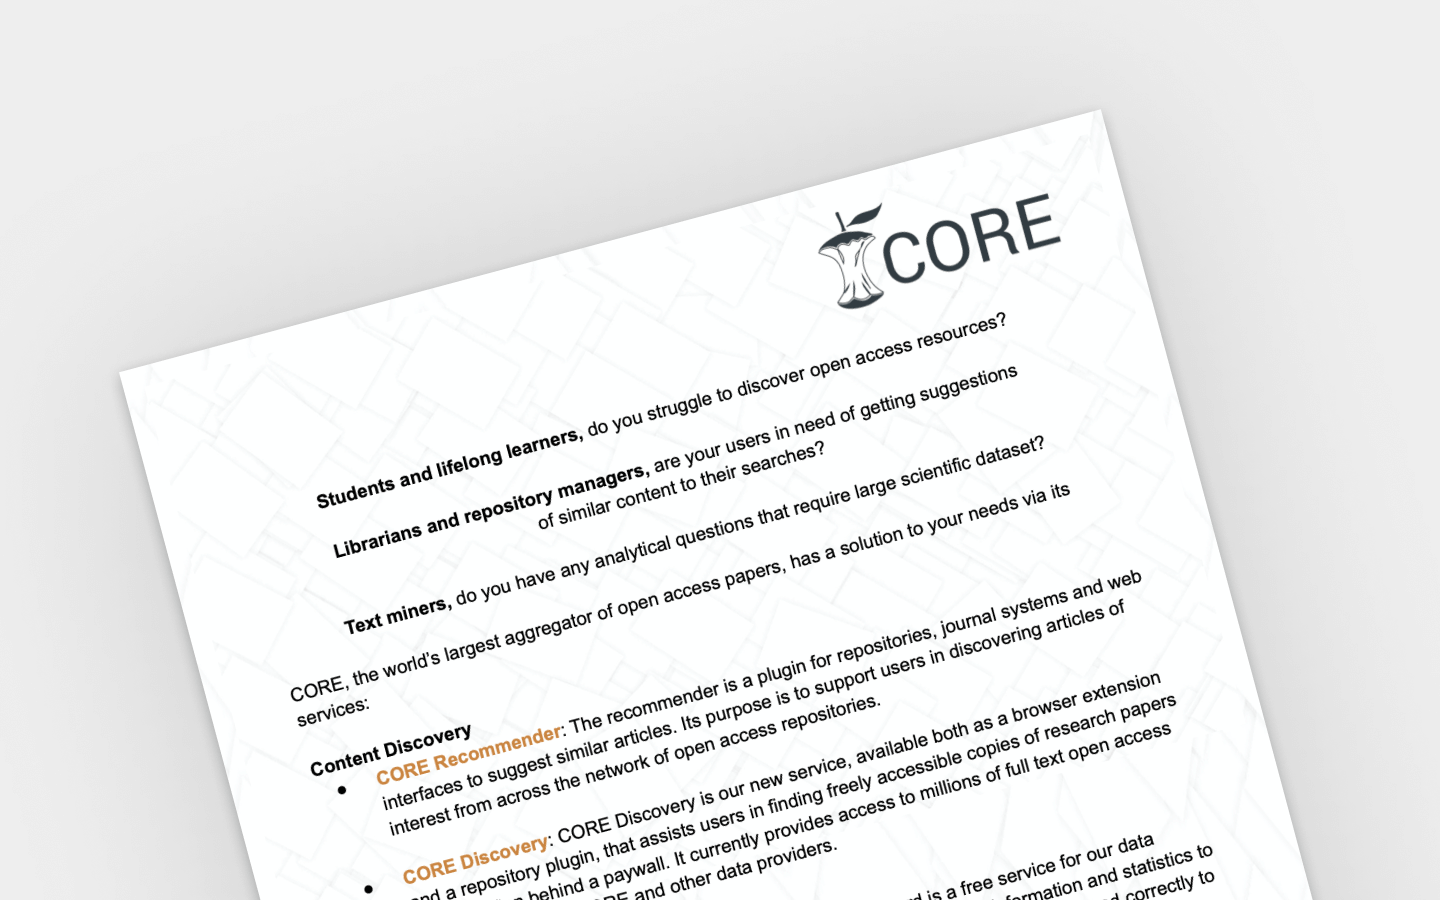 CORE
Students and lifelong learners, do you struggle to discover open access resources?
Librarians and repository managers, are your users in need of getting suggestions
of similar content to their searches?
Text miners, do you have any analytical questions that require large scientific dataset?
CORE, the world's largest aggregator of open access papers, has a solution to your needs via its
services:
Content Discovery
● CORE Recommender: The recommender is a plugin for repositories, journal systems and web
interfaces to suggest similar articles. Its purpose is to support users in discovering articles of
interest from across the network of open access repositories.
● CORE Discovery: CORE Discovery is our new service, available both as a browser extension
and a repository plugin, that assists users in finding freely accessible copies of research papers
behind a paywall. It currently provides access to millions of full text open access
and other data providers.
is a free service for our data
and statistics to
correctly to